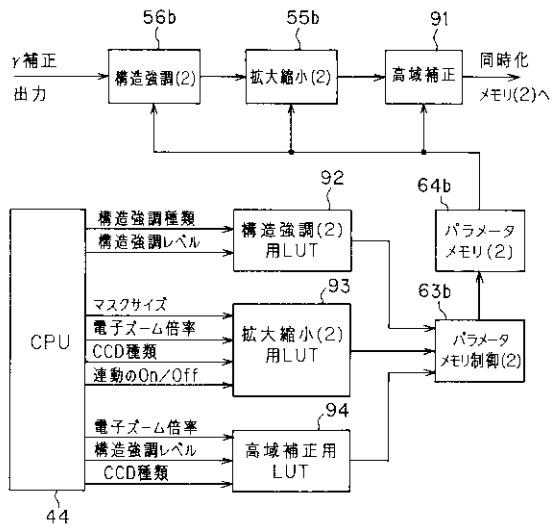 56b
55b
91
γ補正
出力
構造強調(2)
拡大縮小(2)
高域補正
同時化
メモリ(2)へ
92
64b
構造強調種類
構造強調レベル
構造強調(2)
用LUT
パラメータ
メモリ(2)
93
63b
CPU
マスクサイズ
電子ズーム倍率
CCD種類
連動のOn/Off
拡大縮小(2)
用LUT
パラメータ
メモリ制御(2)
94
電子ズーム倍率
構造強調レベル
CCD種類
高域補正用
LUT
44